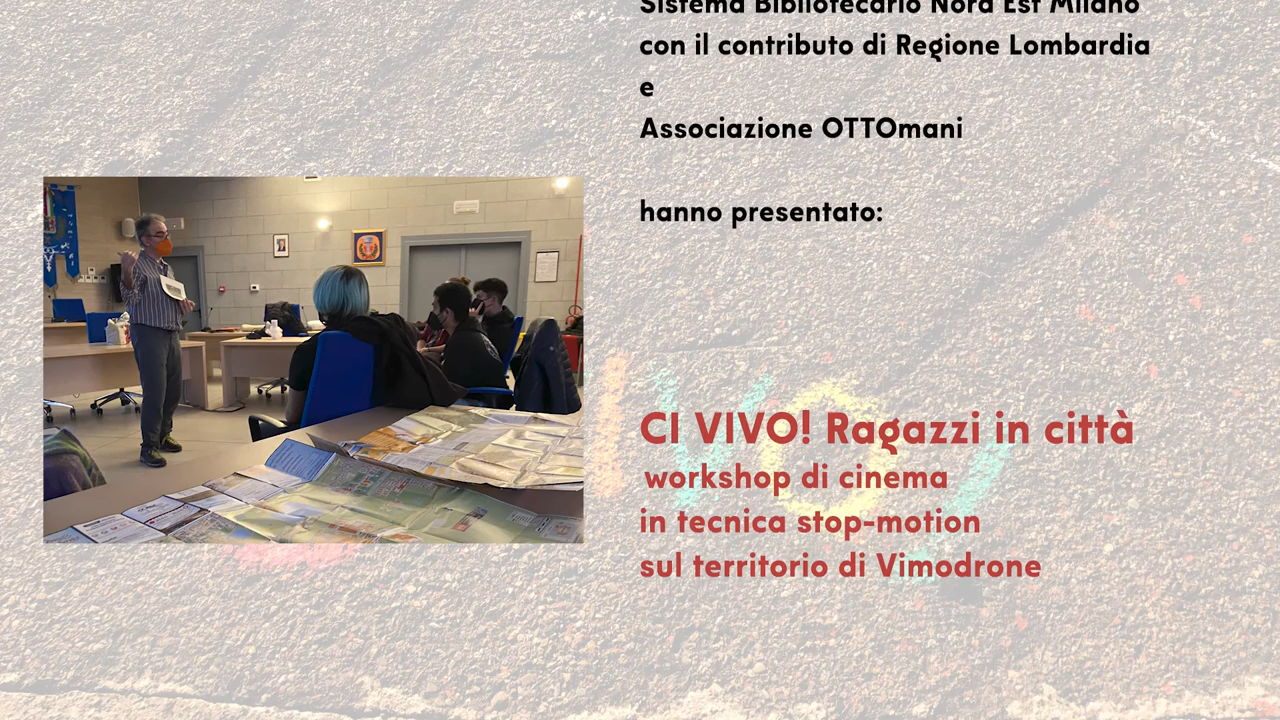 Sistema Bibliotecario Nord Est Milano
con il contributo di Regione Lombardia
e
Associazione OTTOmani
hanno presentato:
CI VIVO! Ragazzi in città
workshop di cinema
in tecnica stop-motion
sul territorio di Vimodrone